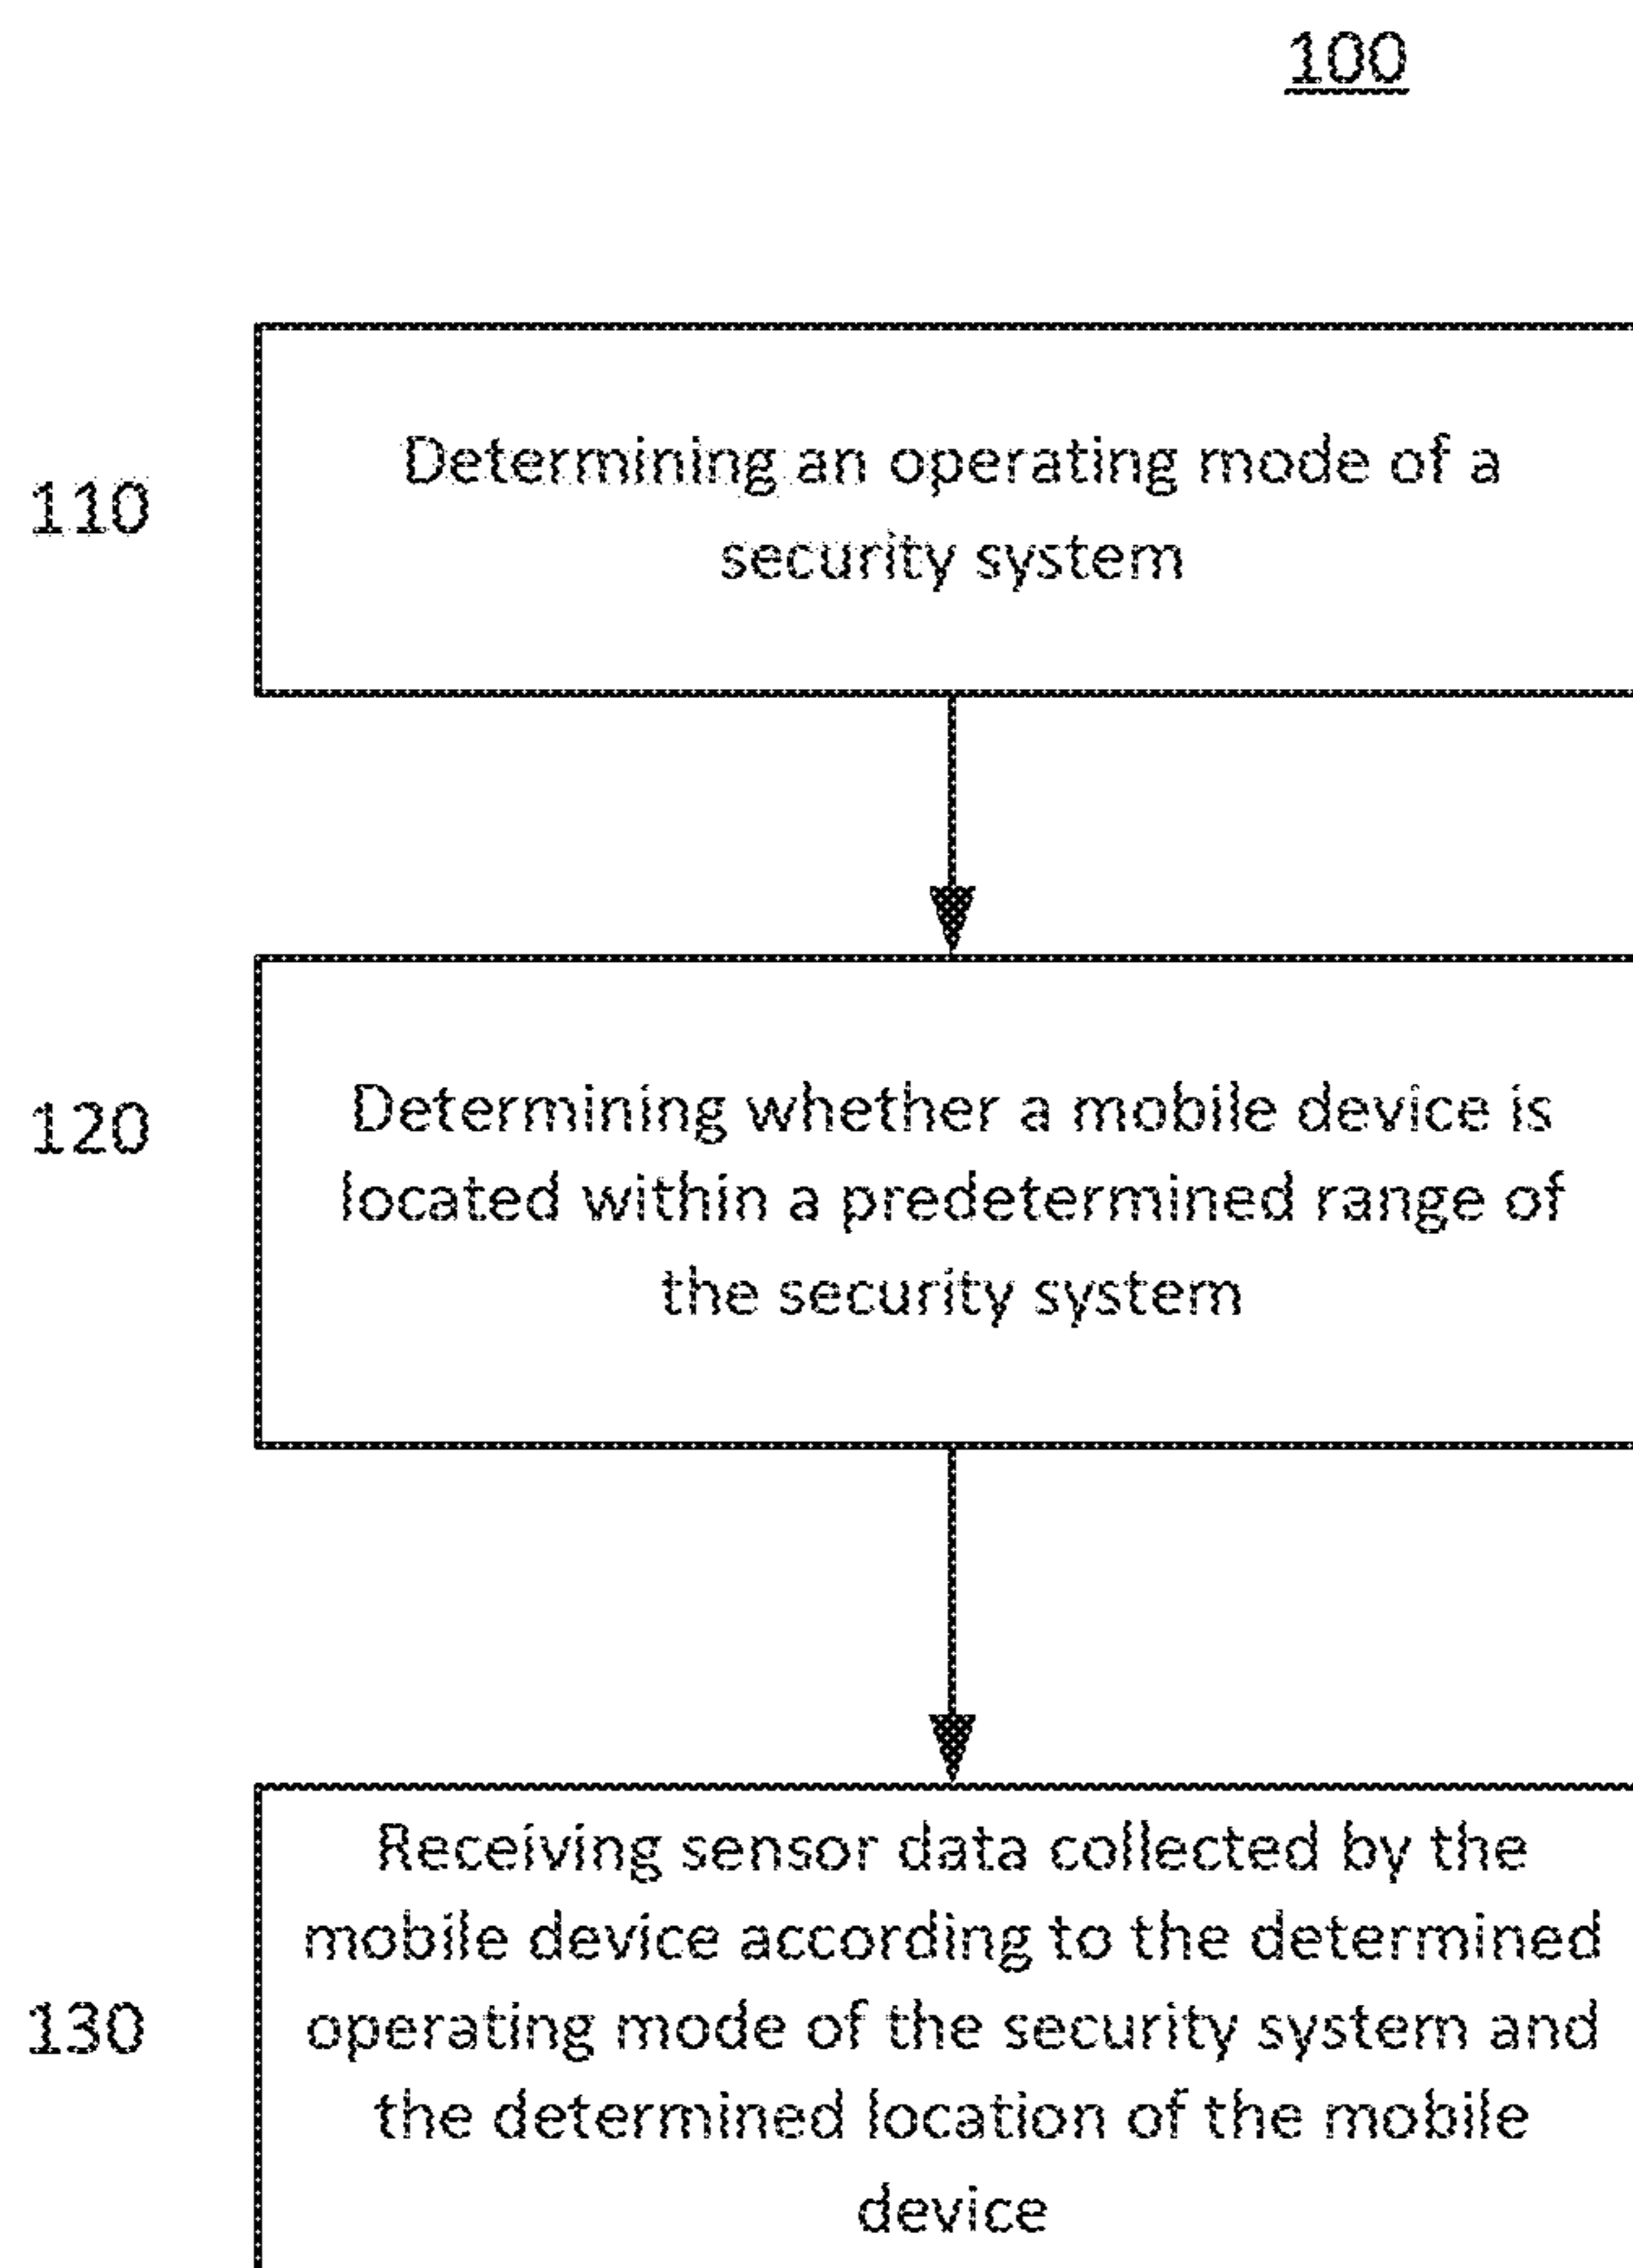 100
110
Determining an operating mode of a
security system
120
Determining whether a mobile device is
located within a predetermined range of
the security system
130
Receiving sensor data collected by the
mobile device according to the determined
operating mode of the security system and
the determined location of the mobile
device